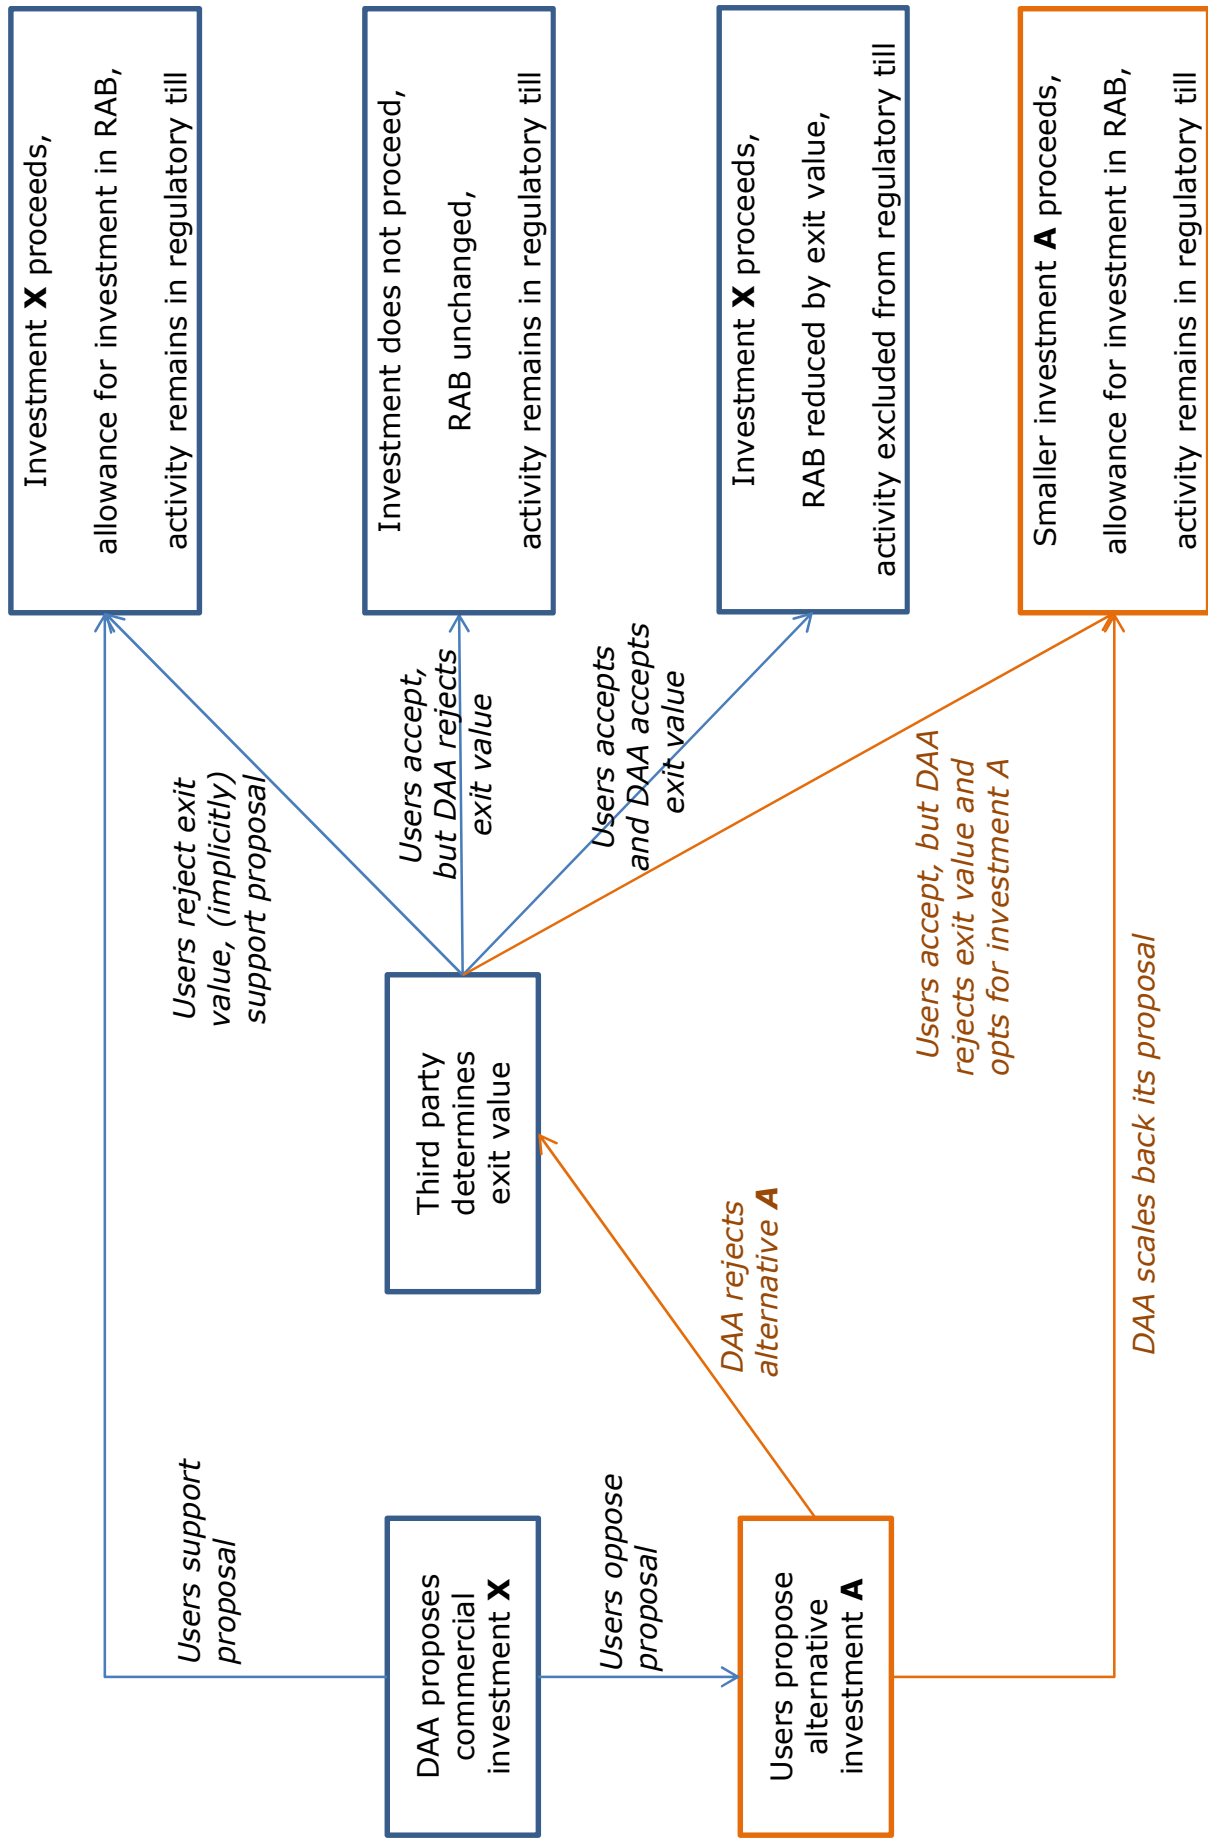 Users support
proposal
DAA proposes
commercial
investment X
Users oppose
proposal
Users propose
alternative
investment A
DAA rejects
alternative A
DAA scales back its proposal
Third party
determines
exit value
Users reject exit
value, (implicitly)
support proposal
Users accept,
but DAA rejects
exit value
Users accepts
and DAA accepts
exit value
Users accept, but DAA
rejects exit value and
opts for investment A
Investment X proceeds,
allowance for investment in RAB,
activity remains in regulatory till
Investment does not proceed,
RAB unchanged,
activity remains in regulatory till
Investment X proceeds,
RAB reduced by exit value,
activity excluded from regulatory till
Smaller investment A proceeds,
allowance for investment in RAB,
activity remains in regulatory till